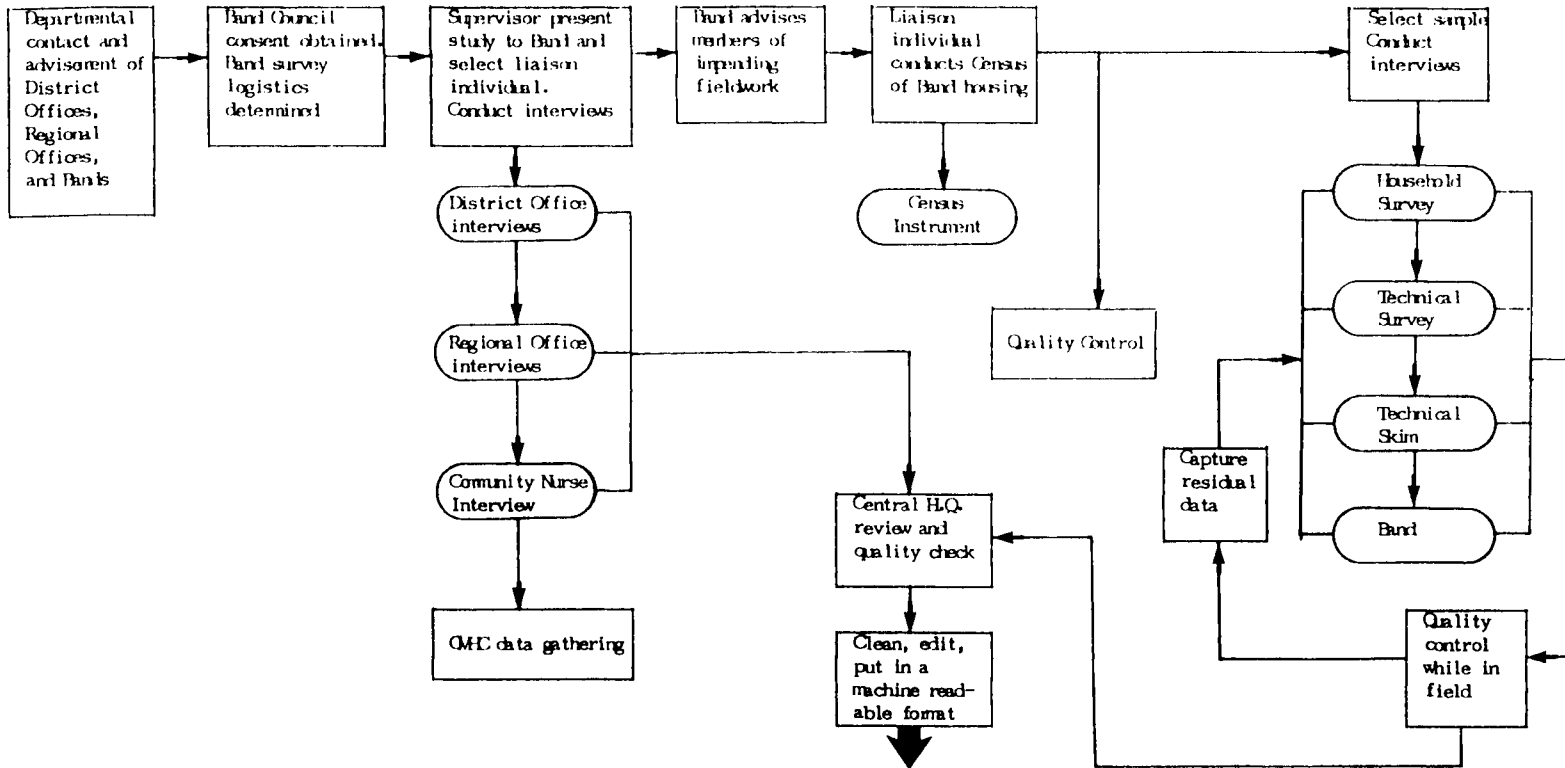 Departmental
contact and
advisement of
District
Offices,
Regional
Offices,
and Bands
Band Council
consent obtained.
Band survey
logistics
determined
Supervisor present
study to Band and
select liaison
individual.
Conduct interviews
Band advises
members of
impending
fieldwork
Liaison
individual
conducts Census
of Band housing
Select sample
Conduct
interviews
District Office
interviews
Regional Office
interviews
Community Nurse
Interview
CMHC data gathering
Census
Instrument
Quality Control
Household
Survey
Technical
Survey
Technical
Skim
Band
Capture
residual
data
Quality
control
while in
field
Central H.Q.
review and
quality check
Clean, edit,
put in a
machine read-
able format